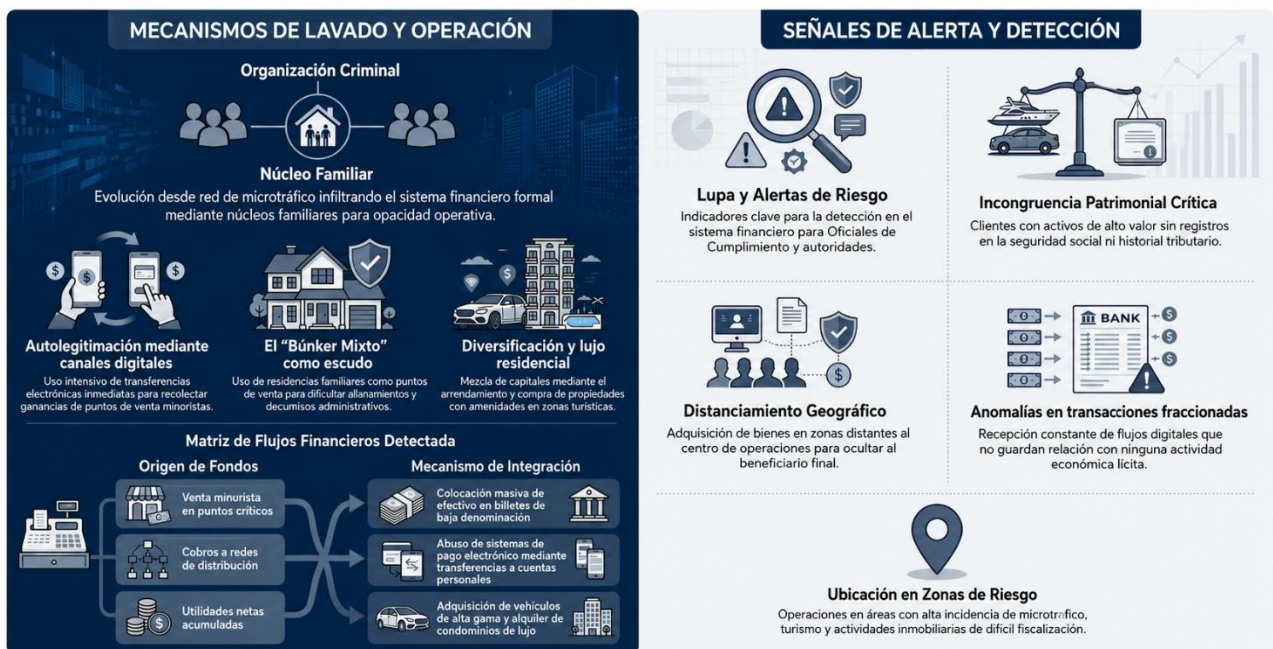 MECANISMOS DE LAVADO Y OPERACIÓN
Organización Criminal
Núcleo Familiar
Evolución desde red de microtráfico infiltrando el sistema financiero formal
mediante núcleos familiares para opacidad operativa.
Autolegitimación mediante
canales digitales
Uso intensivo de transferencias
electrónicas inmediatas para recolectar
ganancias de puntos de venta minoristas.
El “Búnker Mixto”
como escudo
Uso de residencias familiares como puntos
de venta para dificultar allanamientos y
decumisos administrativos.
Diversificación y lujo
residencial
Mezcla de capitales mediante el
arrendamiento y compra de propiedades
con amenidades en zonas turísticas.
Matriz de Flujos Financieros Detectada
Origen de Fondos
Venta minurista
en puntos críticos
Cobros a redes
de distribución
Utilidades netas
acumuladas
Mecanismo de Integración
Colocación masiva de
efectivo en billetes de
baja denominación
Abuso de sistemas de
pago electrónico mediante
transferencias a cuentas
personales
Adquisición de vehículos
de alta gama y alquiler de
condominios de lujo
SEÑALES DE ALERTA Y DETECCIÓN
Lupa y Alertas de Riesgo
Indicadores clave para la detección en el
sistema financiero para Oficiales de
Cumplimiento y autoridades.
Incongruencia Patrimonial Crítica
Clientes con activos de alto valor sin registros
en la seguridad social ni historial tributario.
Distanciamiento Geográfico
Adquisición de bienes en zonas distantes al
centro de operaciones para ocultar al
beneficiario final.
BANK
Anomalías en transacciones fraccionadas
Recepción constante de flujos digitales que
no guardan relación con ninguna actividad
económica lícita.
Ubicación en Zonas de Riesgo
Operaciones en áreas con alta incidencia de microtrafico,
turismo y actividades inmobiliarias de difícil fiscalización.